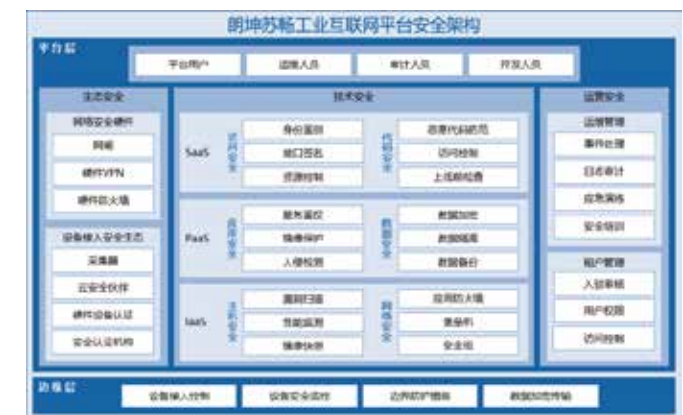 朗坤苏畅工业互联网平台安全架构
平台层
平台用户
运维人员
审计人员
开发人员
生态安全
网络安全硬件
网闸
硬件VPN
硬件防火墙
设备接入安全生态
采集器
云安全伙伴
硬件设备认证
安全认证机构
技术安全
SaaS
访问安全
身份鉴别
接口签名
资源控制
代码安全
恶意代码防范
访问控制
上线前检查
PaaS
应用安全
服务鉴权
镜像保护
入侵检测
数据安全
数据加密
数据隔离
数据备份
IaaS
主机安全
漏洞扫描
性能监测
镜像快照
网络安全
应用防火墙
堡垒机
安全组
运营安全
运维管理
事件处理
日志审计
应急演练
安全培训
租户管理
入驻审核
用户权限
访问控制
边缘层
设备接入控制
设备安全监控
边界防护措施
数据加密传输